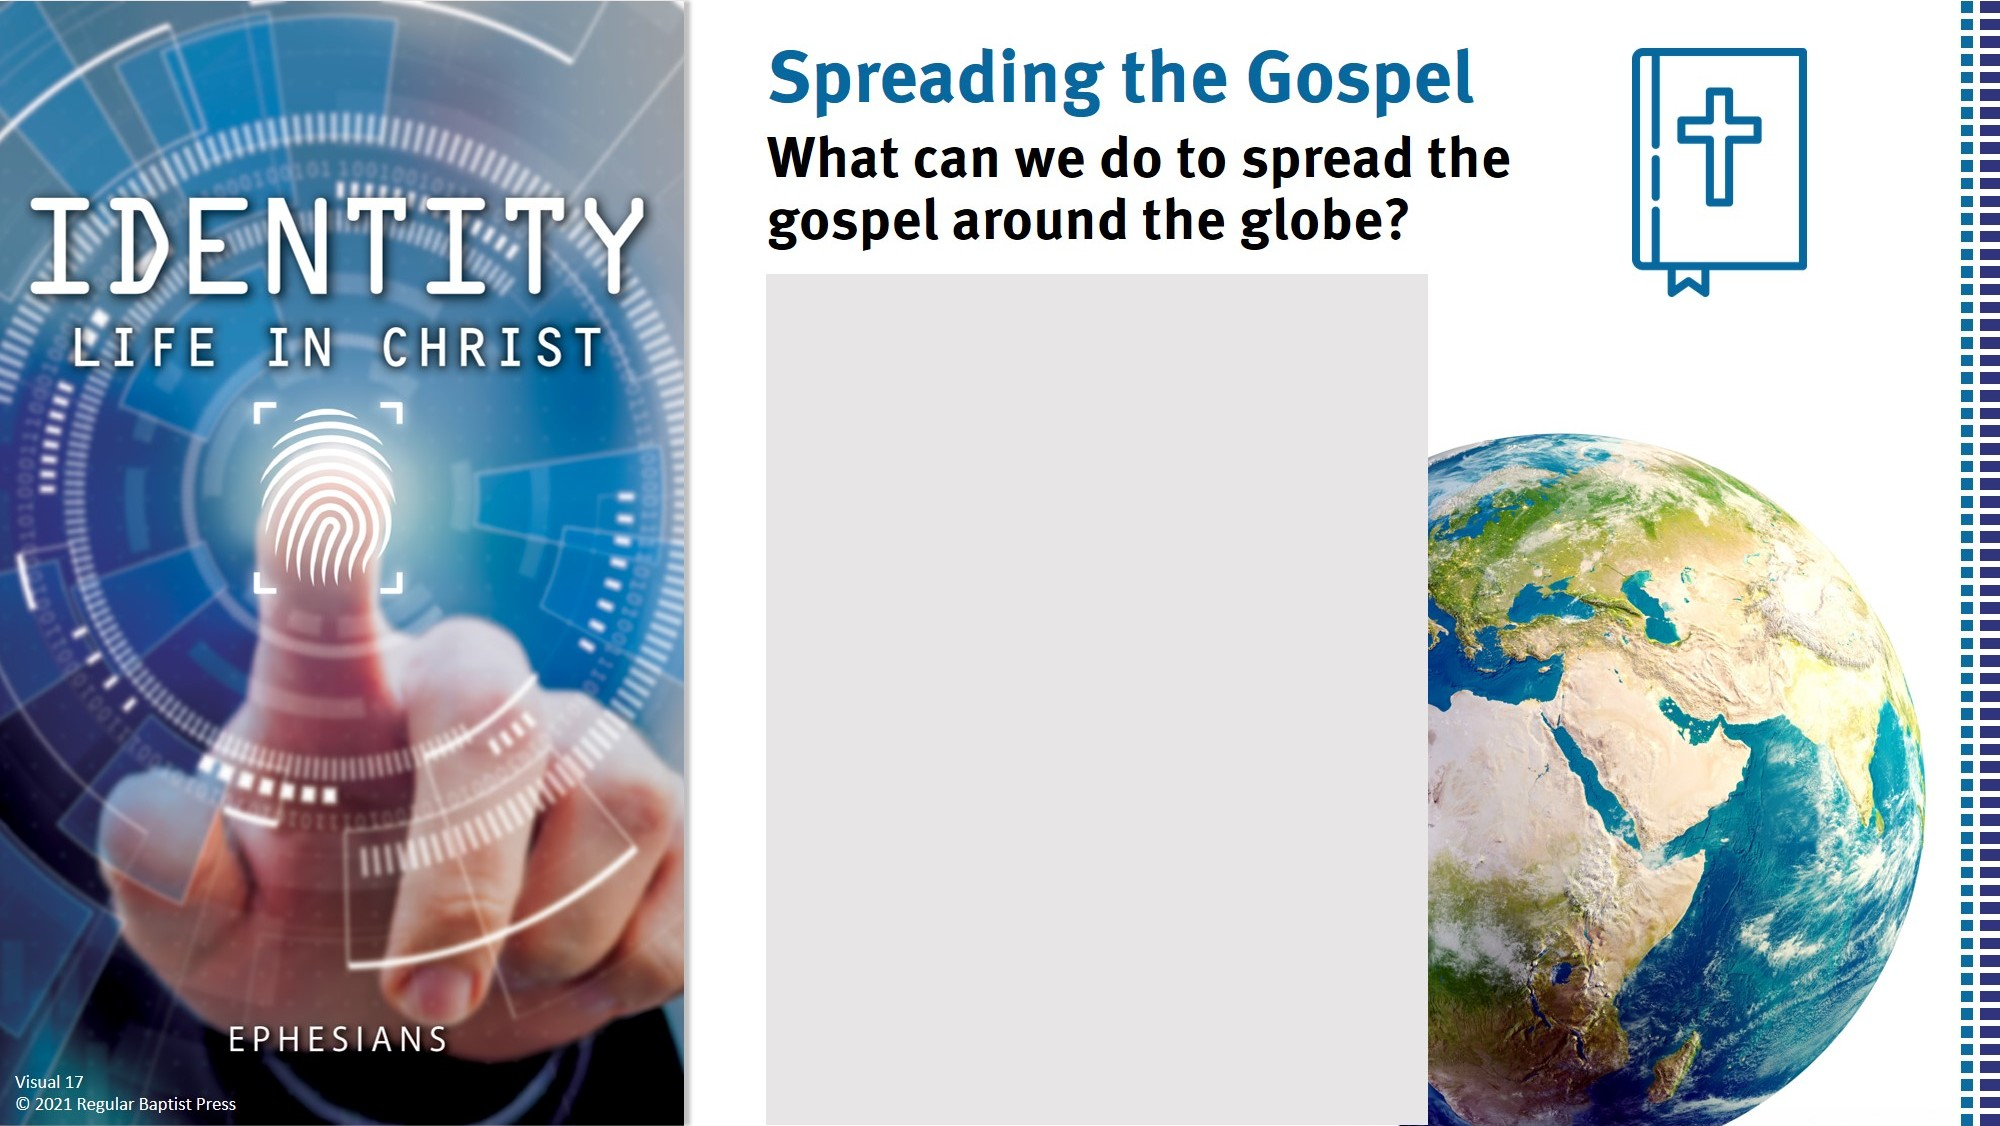 IDENTITY
LIFE IN CHRIST
EPHESIANS
Visual 17
© 2021 Regular Baptist Press
Spreading the Gospel
What can we do to spread the
gospel around the globe?